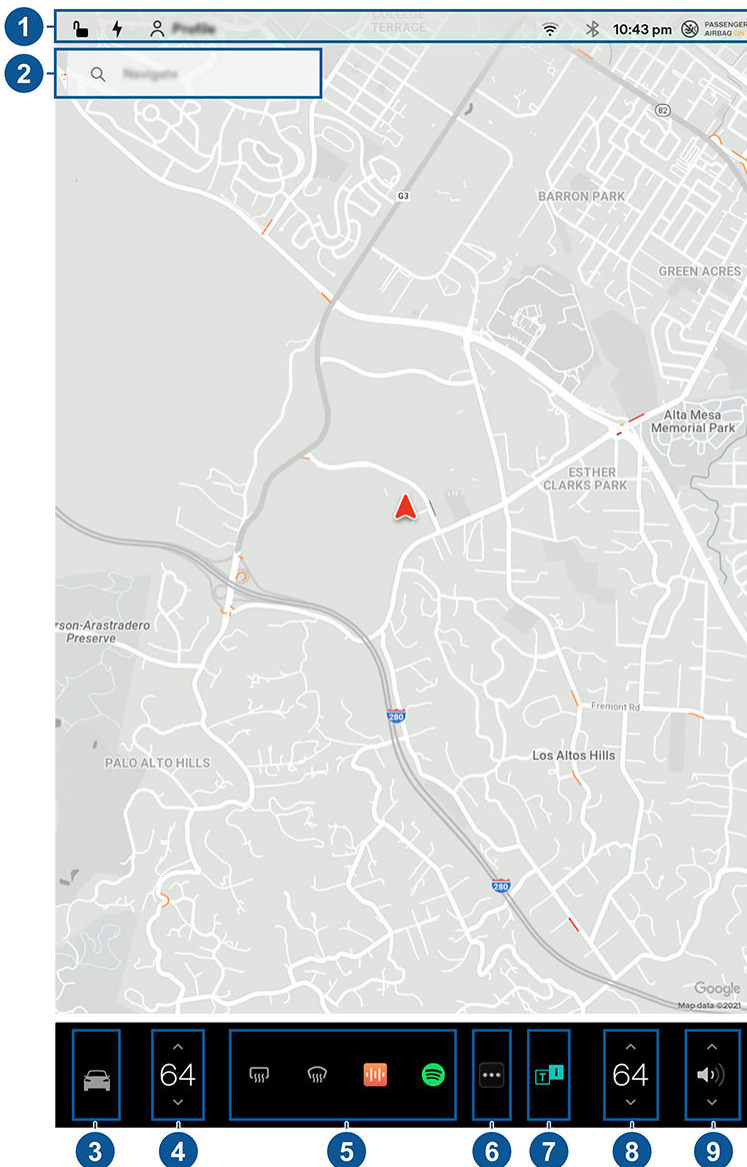 1
COLLEGE
TERRACE
Profile
10:43 pm
PASSENGER
AIRBAG ON
2
Navigate
82
G3
BARRON PARK
GREEN ACRES
Alta Mesa
Memorial Park
ESTHER
CLARKS PARK
rson-Arastradero
Preserve
280
Fremont Rd
PALO ALTO HILLS
Los Altos Hills
280
Google
Map data ©2021
64
T
I
64
3
4
5
6
7
8
9